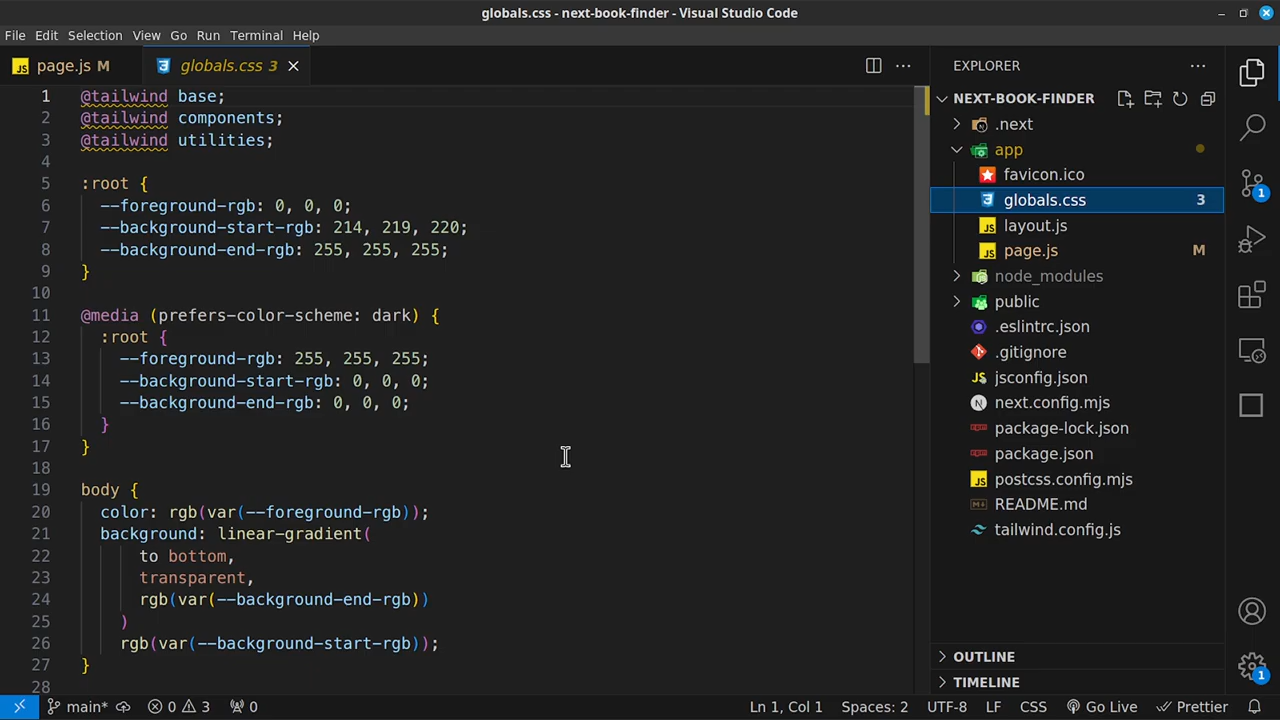 globals.css - next-book-finder - Visual Studio Code
File Edit Selection View Go Run Terminal Help
JS page.js M
globals.css 3
EXPLORER
1 @tailwind base;
2 @tailwind components;
3 @tailwind utilities;
4
5 :root {
6 --foreground-rgb: 0, 0, 0;
7 --background-start-rgb: 214, 219, 220;
8 --background-end-rgb: 255, 255, 255;
9 }
10
11 @media (prefers-color-scheme: dark) {
12 :root {
13 --foreground-rgb: 255, 255, 255;
14 --background-start-rgb: 0, 0, 0;
15 --background-end-rgb: 0, 0, 0;
16 }
17 }
18
19 body {
20 color: rgb(var(--foreground-rgb));
21 background: linear-gradient(
22 to bottom,
23 transparent,
24 rgb(var(--background-end-rgb))
25 )
26 rgb(var(--background-start-rgb));
27 }
28
NEXT-BOOK-FINDER
.next
app
favicon.ico
globals.css 3
layout.js
page.js M
node_modules
public
.eslintrc.json
.gitignore
jsconfig.json
next.config.mjs
package-lock.json
package.json
postcss.config.mjs
README.md
tailwind.config.js
OUTLINE
TIMELINE
1
1
main* 0 3 0
Ln 1, Col 1 Spaces: 2 UTF-8 LF CSS Go Live Prettier